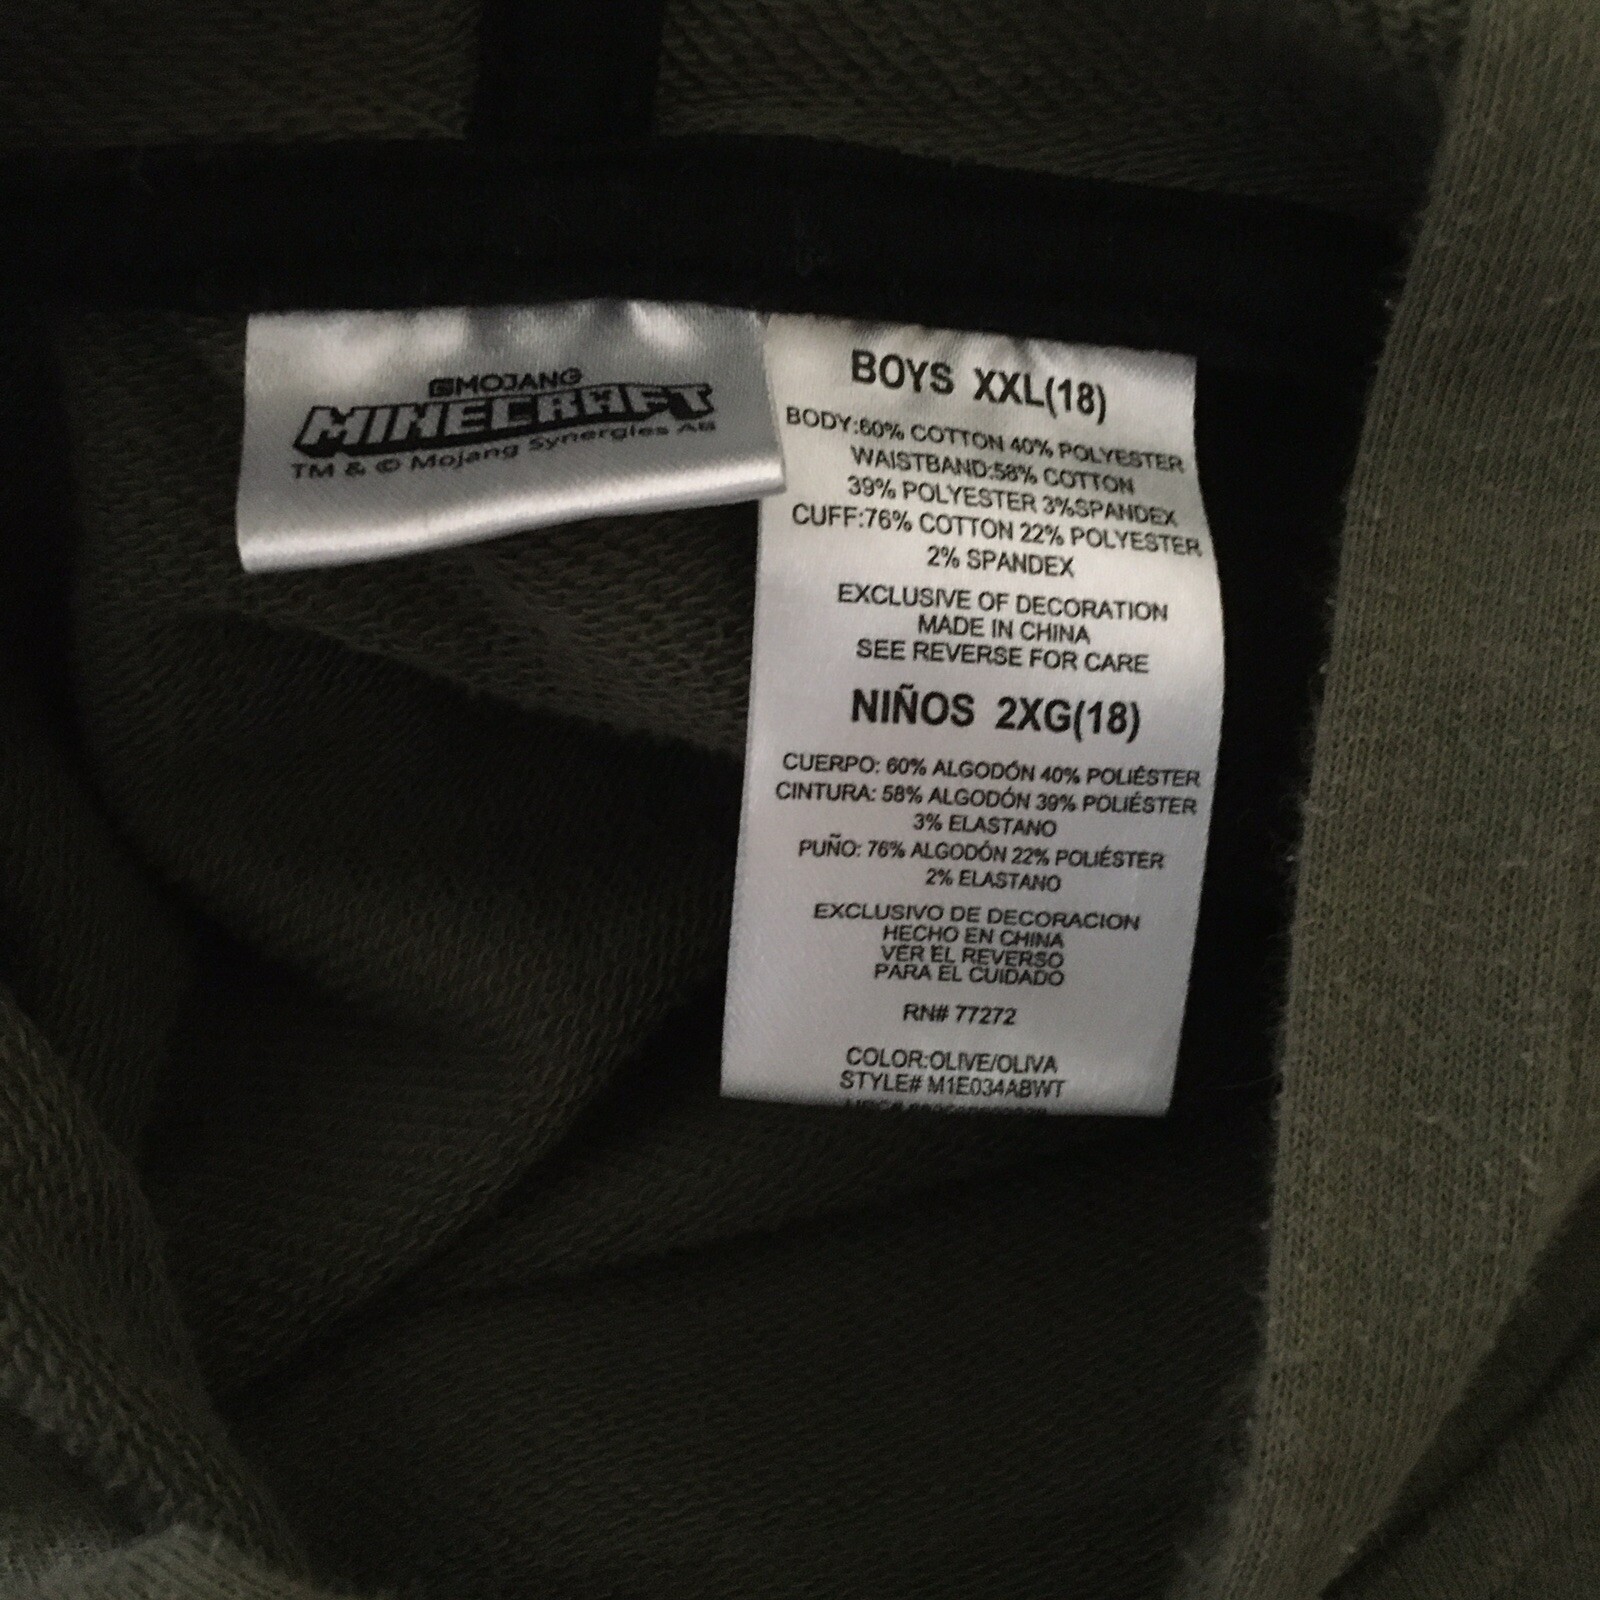 MOJANG
MINECRAFT
TM & © Mojang Synergies AB
BOYS XXL(18)
BODY:60% COTTON 40% POLYESTER
WAISTBAND:58% COTTON
39% POLYESTER 3%SPANDEX
CUFF:76% COTTON 22% POLYESTER
2% SPANDEX
EXCLUSIVE OF DECORATION
MADE IN CHINA
SEE REVERSE FOR CARE
NIÑOS 2XG(18)
CUERPO: 60% ALGODÓN 40% POLIÉSTER
CINTURA: 58% ALGODÓN 39% POLIÉSTER
3% ELASTANO
PUÑO: 76% ALGODÓN 22% POLIÉSTER
2% ELASTANO
EXCLUSIVO DE DECORACION
HECHO EN CHINA
VER EL REVERSO
PARA EL CUIDADO
RN# 77272
COLOR:OLIVE/OLIVA
STYLE# M1E034ABWT